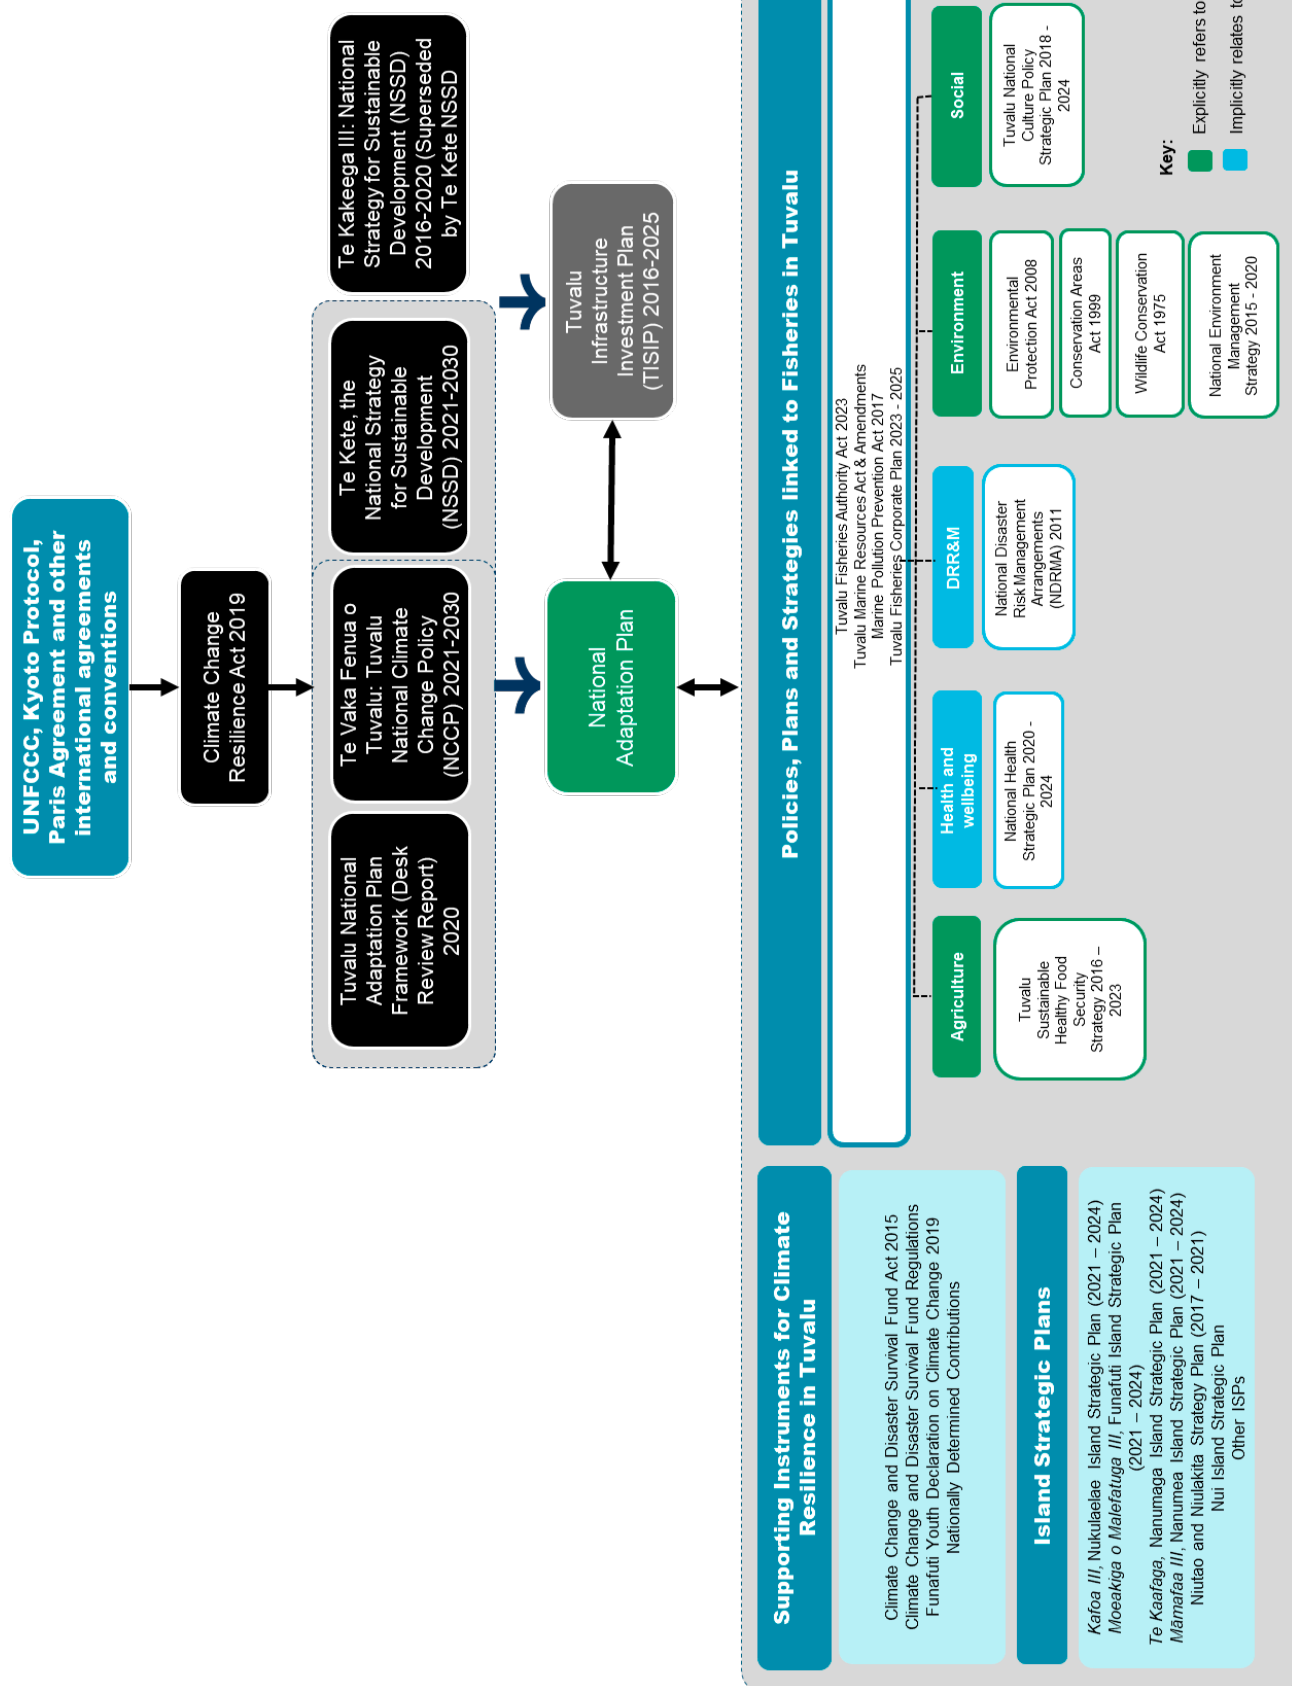 UNFCCC, Kyoto Protocol,
Paris Agreement and other
international agreements
and conventions
Climate Change
Resilience Act 2019
Tuvalu National
Adaptation Plan
Framework (Desk
Review Report)
2020
Te Vaka Fenua o
Tuvalu: Tuvalu
National Climate
Change Policy
(NCCP) 2021-2030
Te Kete, the
National Strategy
for Sustainable
Development
(NSSD) 2021-2030
Te Kakeega III: National
Strategy for Sustainable
Development (NSSD)
2016-2020 (Superseded
by Te Kete NSSD
National
Adaptation Plan
Tuvalu
Infrastructure
Investment Plan
(TISIP) 2016-2025
Supporting Instruments for Climate
Resilience in Tuvalu
Climate Change and Disaster Survival Fund Act 2015
Climate Change and Disaster Survival Fund Regulations
Funafuti Youth Declaration on Climate Change 2019
Nationally Determined Contributions
Island Strategic Plans
Kafoa III, Nukulaelae Island Strategic Plan (2021 – 2024)
Moeakiga o Malefatuga III, Funafuti Island Strategic Plan
(2021 – 2024)
Te Kaafaga, Nanumaga Island Strategic Plan (2021 – 2024)
Māmafaa III, Nanumea Island Strategic Plan (2021 – 2024)
Niutao and Niulakita Strategy Plan (2017 – 2021)
Nui Island Strategic Plan
Other ISPs
Policies, Plans and Strategies linked to Fisheries in Tuvalu
Tuvalu Fisheries Authority Act 2023
Tuvalu Marine Resources Act & Amendments
Marine Pollution Prevention Act 2017
Tuvalu Fisheries Corporate Plan 2023 - 2025
Agriculture
Tuvalu
Sustainable
Healthy Food
Security
Strategy 2016 –
2023
Health and
wellbeing
National Health
Strategic Plan 2020 -
2024
DRR&M
National Disaster
Risk Management
Arrangements
(NDRMA) 2011
Environment
Environmental
Protection Act 2008
Conservation Areas
Act 1999
Wildlife Conservation
Act 1975
National Environment
Management
Strategy 2015 - 2020
Social
Tuvalu National
Culture Policy
Strategic Plan 2018 -
2024
Key:
Explicitly refers to
Implicitly relates to